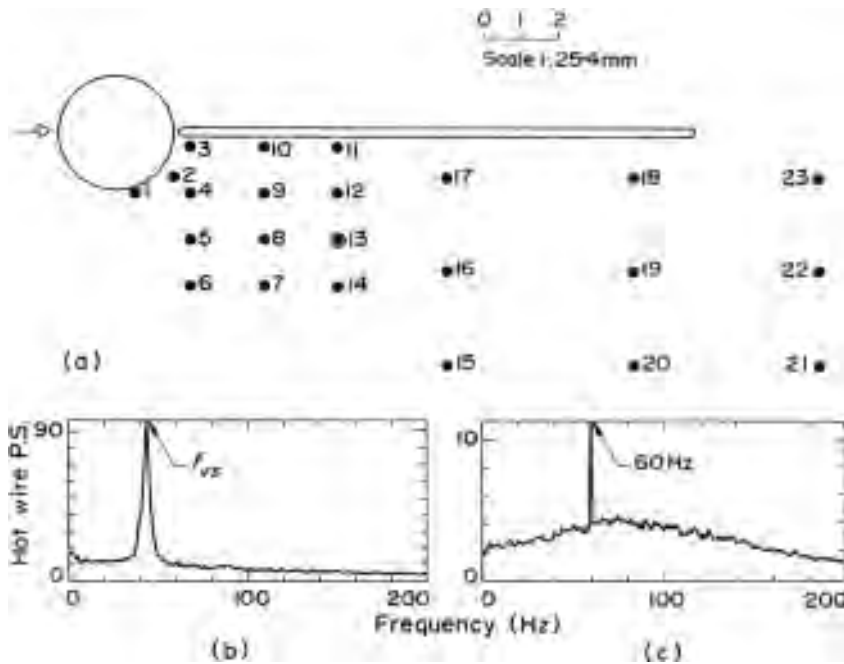 0 1 2
Scale 1:25·4mm
3 10 11
2 17 18 23
1 4 9 12
5 8 13
16 19 22
6 7 14
(a) 15 20 21
90
F_vs
0
0 100 200
Hot wire P.S.
(b)
10
60Hz
0
0 100 200
Frequency (Hz)
(c)